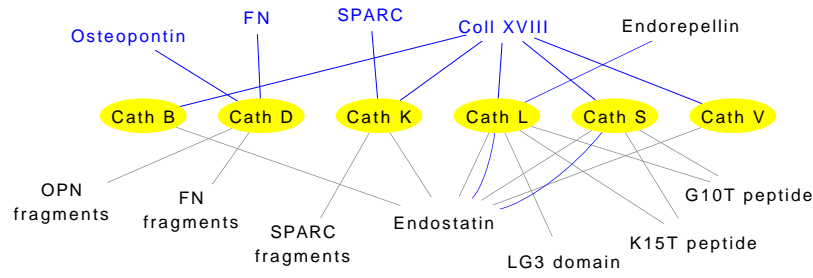 Osteopontin
FN
SPARC
Coll XVIII
Endorepellin
Cath B
Cath D
Cath K
Cath L
Cath S
Cath V
OPN
fragments
FN
fragments
SPARC
fragments
Endostatin
LG3 domain
K15T peptide
G10T peptide